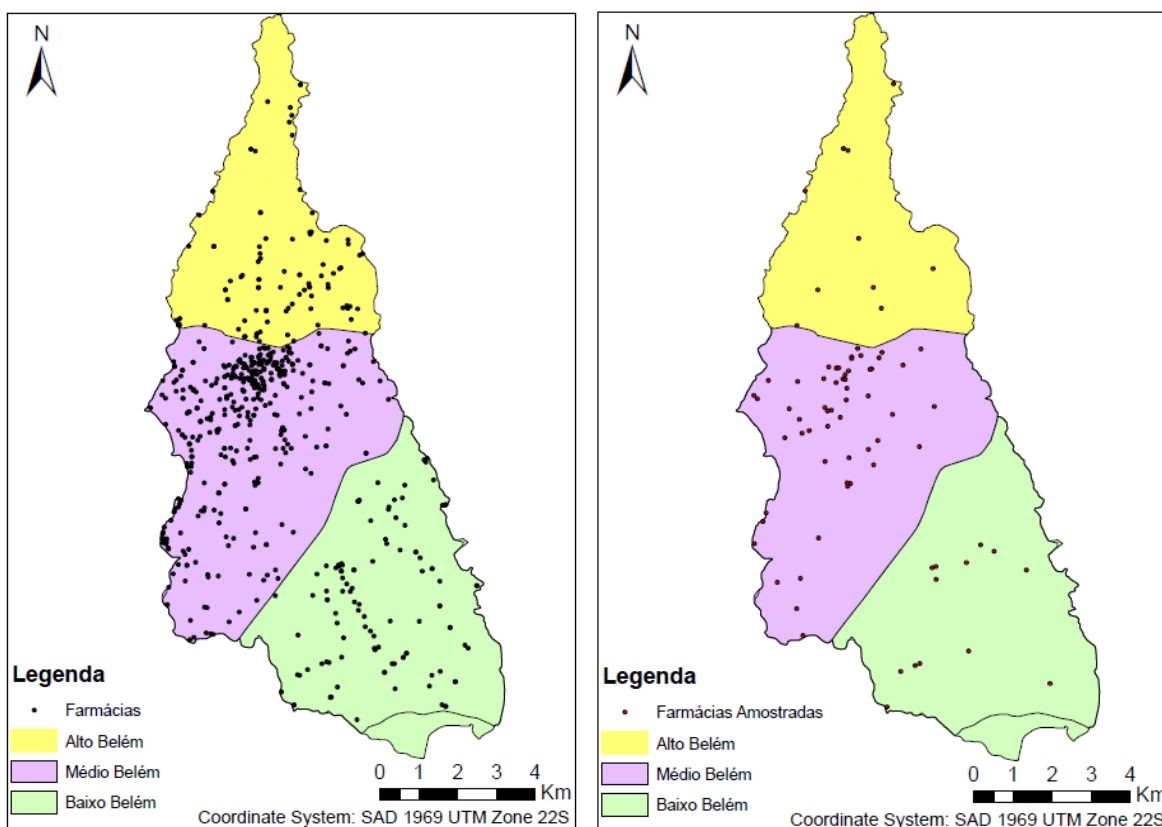 N
Legenda
Farmácias
Alto Belém
Médio Belém
Baixo Belém
0 1 2 3 4
Km
Coordinate System: SAD 1969 UTM Zone 22S
N
Legenda
Farmácias Amostradas
Alto Belém
Médio Belém
Baixo Belém
0 1 2 3 4
Km
Coordinate System: SAD 1969 UTM Zone 22S